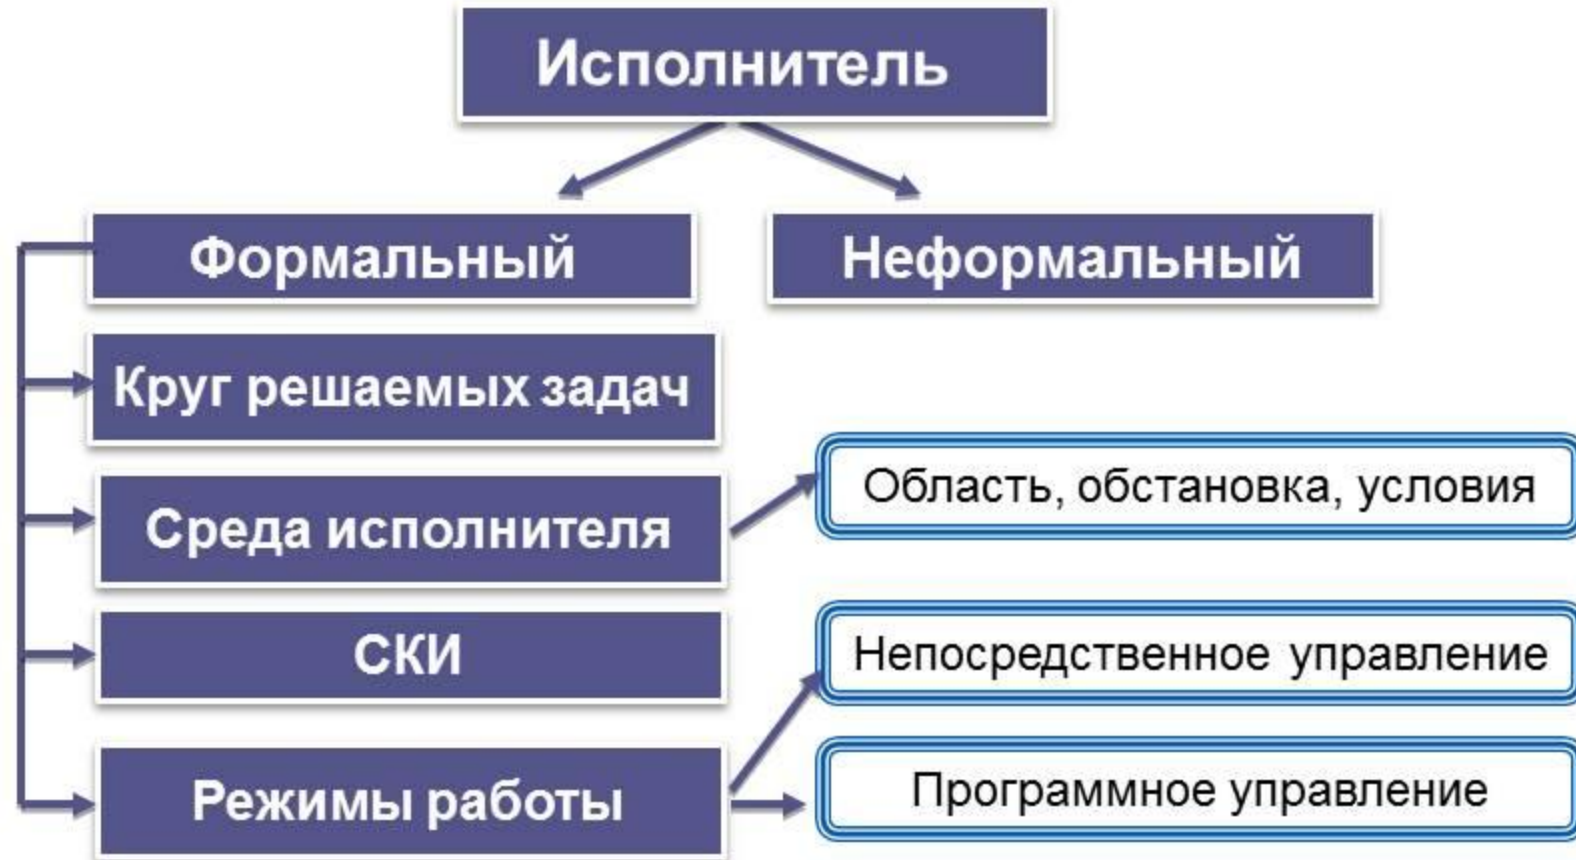 Исполнитель
Формальный
Неформальный
Круг решаемых задач
Среда исполнителя
Область, обстановка, условия
СКИ
Непосредственное управление
Режимы работы
Программное управление